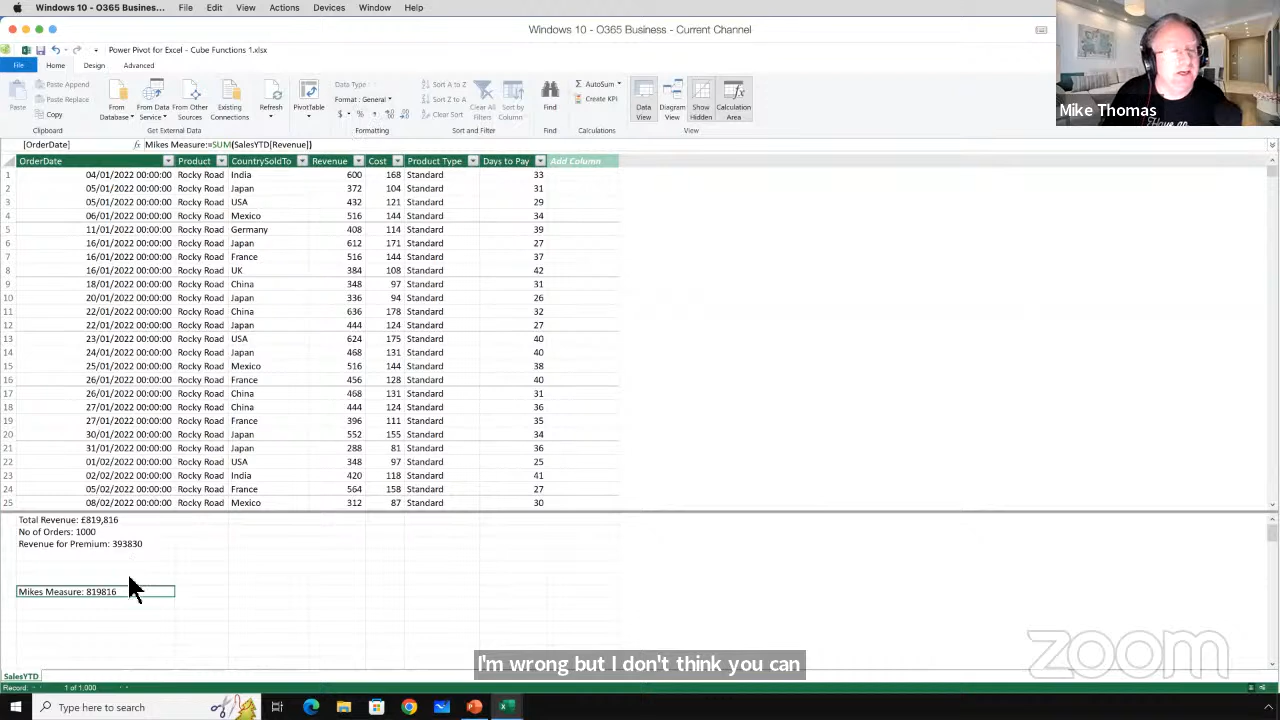 Windows 10 - O365 Busines... File Edit View Actions Devices Window Help
Windows 10 - O365 Business - Current Channel
Power Pivot for Excel - Cube Functions 1.xlsx
File Home Design Advanced
Paste
Paste Append
Paste Replace
Copy
Clipboard
From Database
From Data Service
From Other Sources
Existing Connections
Get External Data
Refresh
PivotTable
Data Type :
Format : General
$ % ,
Formatting
Sort A to Z
Sort Z to A
Clear Sort
Clear All Filters
Sort by Column
Sort and Filter
Find
Find
AutoSum
Create KPI
Calculations
Data View
Diagram View
Show Hidden
Calculation Area
View
Mike Thomas
[OrderDate] fx Mikes Measure:=SUM(SalesYTD[Revenue])
OrderDate Product CountrySoldTo Revenue Cost Product Type Days to Pay Add Column
1 04/01/2022 00:00:00 Rocky Road India 600 168 Standard 33
2 05/01/2022 00:00:00 Rocky Road Japan 372 104 Standard 31
3 05/01/2022 00:00:00 Rocky Road USA 432 121 Standard 29
4 06/01/2022 00:00:00 Rocky Road Mexico 516 144 Standard 34
5 11/01/2022 00:00:00 Rocky Road Germany 408 114 Standard 39
6 16/01/2022 00:00:00 Rocky Road Japan 612 171 Standard 27
7 16/01/2022 00:00:00 Rocky Road France 516 144 Standard 37
8 16/01/2022 00:00:00 Rocky Road UK 384 108 Standard 42
9 18/01/2022 00:00:00 Rocky Road China 348 97 Standard 31
10 20/01/2022 00:00:00 Rocky Road Japan 336 94 Standard 26
11 22/01/2022 00:00:00 Rocky Road China 636 178 Standard 32
12 22/01/2022 00:00:00 Rocky Road Japan 444 124 Standard 27
13 23/01/2022 00:00:00 Rocky Road USA 624 175 Standard 40
14 24/01/2022 00:00:00 Rocky Road Japan 468 131 Standard 40
15 25/01/2022 00:00:00 Rocky Road Mexico 516 144 Standard 38
16 26/01/2022 00:00:00 Rocky Road France 456 128 Standard 40
17 26/01/2022 00:00:00 Rocky Road China 468 131 Standard 31
18 27/01/2022 00:00:00 Rocky Road China 444 124 Standard 36
19 27/01/2022 00:00:00 Rocky Road France 396 111 Standard 35
20 30/01/2022 00:00:00 Rocky Road Japan 552 155 Standard 34
21 31/01/2022 00:00:00 Rocky Road Japan 288 81 Standard 36
22 01/02/2022 00:00:00 Rocky Road USA 348 97 Standard 25
23 02/02/2022 00:00:00 Rocky Road India 420 118 Standard 41
24 05/02/2022 00:00:00 Rocky Road France 564 158 Standard 27
25 08/02/2022 00:00:00 Rocky Road Mexico 312 87 Standard 30
Total Revenue: £819,816
No of Orders: 1000
Revenue for Premium: 393830
Mikes Measure: 819816
zoom
I'm wrong but I don't think you can
SalesYTD
Record: 1 of 1,000
Type here to search